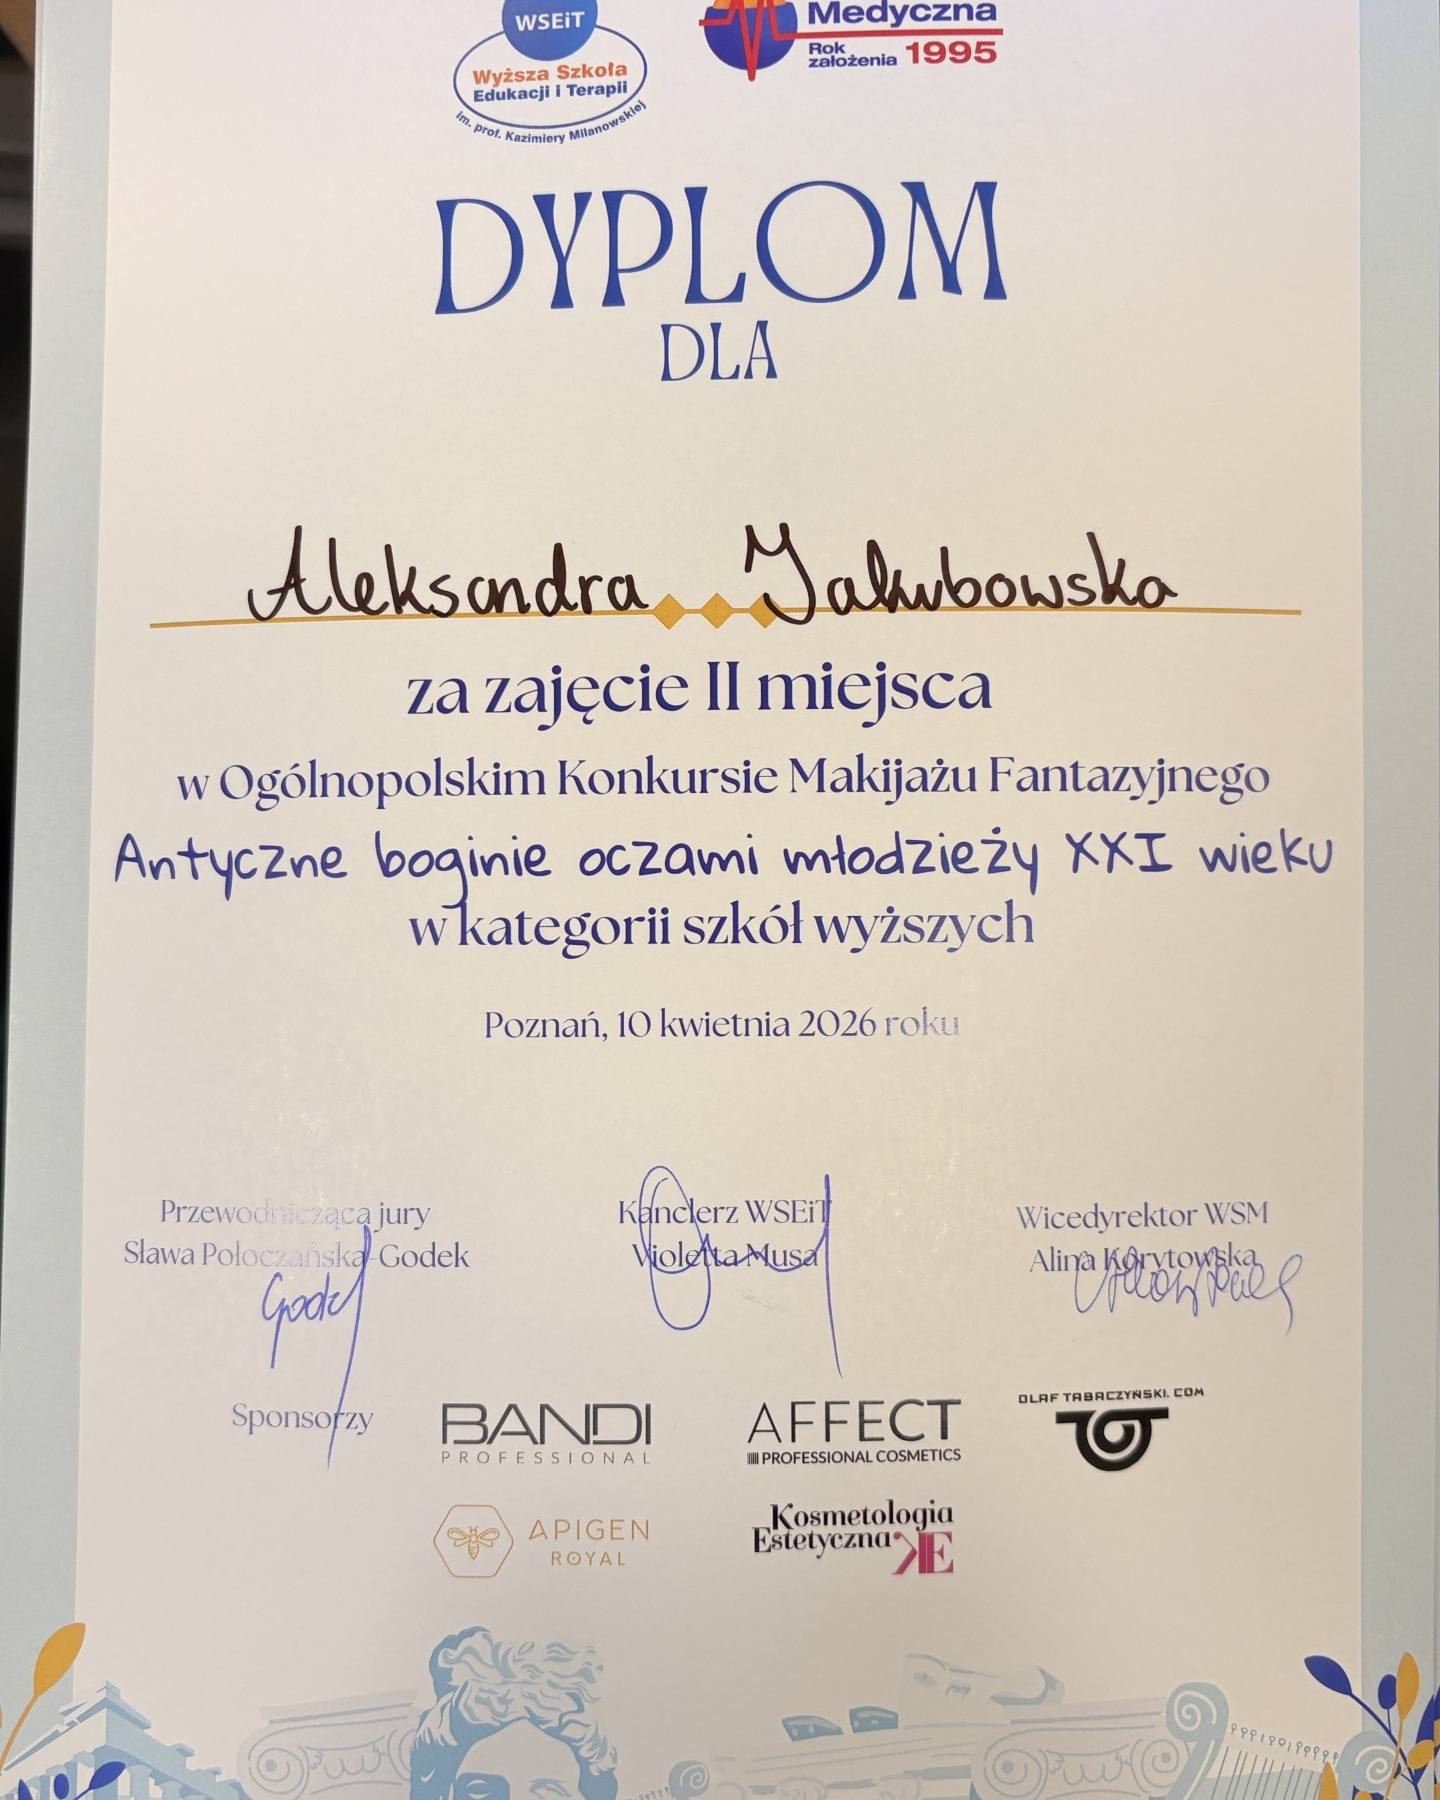 WSEiT
Wyższa Szkoła
Edukacji i Terapii
im. prof. Kazimiery Milanowskiej
Medyczna
Rok
założenia 1995
DYPLOM
DLA
Aleksandra Jakubowska
za zajęcie II miejsca
w Ogólnopolskim Konkursie Makijażu Fantazyjnego
Antyczne boginie oczami młodzieży XXI wieku
w kategorii szkół wyższych
Poznań, 10 kwietnia 2026 roku
Przewodnicząca jury
Sława Połoczańska-Godek
Godek
Kanclerz WSEiT
Violetta Musa
Wicedyrektor WSM
Alina Korytowska
Sponsorzy
BANDI
PROFESSIONAL
AFFECT
PROFESSIONAL COSMETICS
OLAF TABACZYŃSKI.COM
APIGEN
ROYAL
Kosmetologia
Estetyczna KE